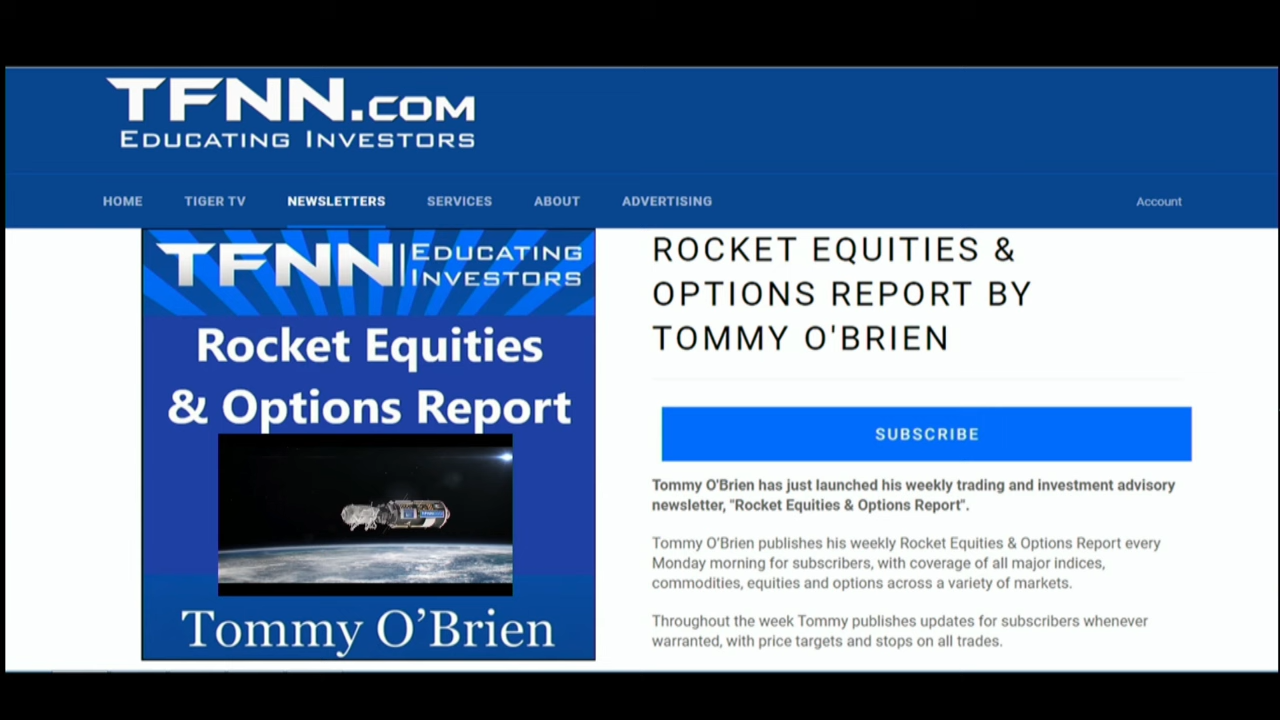 TFNN.COM
EDUCATING INVESTORS
HOME TIGER TV NEWSLETTERS SERVICES ABOUT ADVERTISING Account
TFNN EDUCATING INVESTORS
Rocket Equities
& Options Report
Tommy O’Brien
ROCKET EQUITIES &
OPTIONS REPORT BY
TOMMY O'BRIEN
SUBSCRIBE
Tommy O'Brien has just launched his weekly trading and investment advisory
newsletter, "Rocket Equities & Options Report".
Tommy O’Brien publishes his weekly Rocket Equities & Options Report every
Monday morning for subscribers, with coverage of all major indices,
commodities, equities and options across a variety of markets.
Throughout the week Tommy publishes updates for subscribers whenever
warranted, with price targets and stops on all trades.